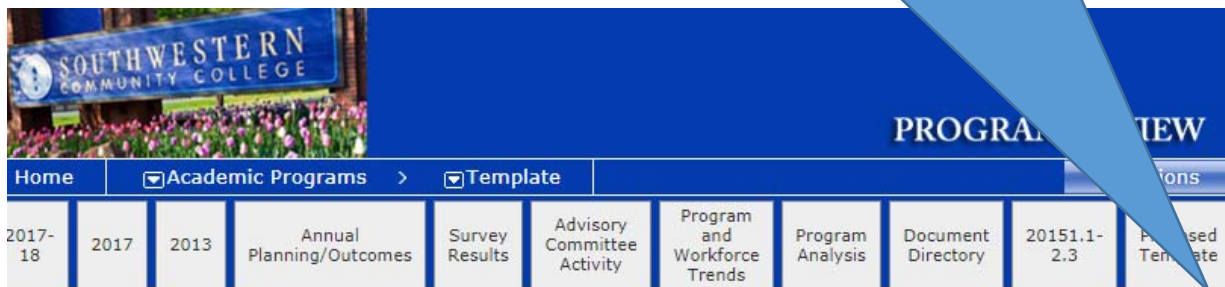 SOUTHWESTERN
COMMUNITY COLLEGE
Home
Academic Programs >
Template
2017-
18
2017
2013
Annual
Planning/Outcomes
Survey
Results
Advisory
Committee
Activity
Program
and
Workforce
Trends
Program
Analysis
Document
Directory
20151.1-
2.3